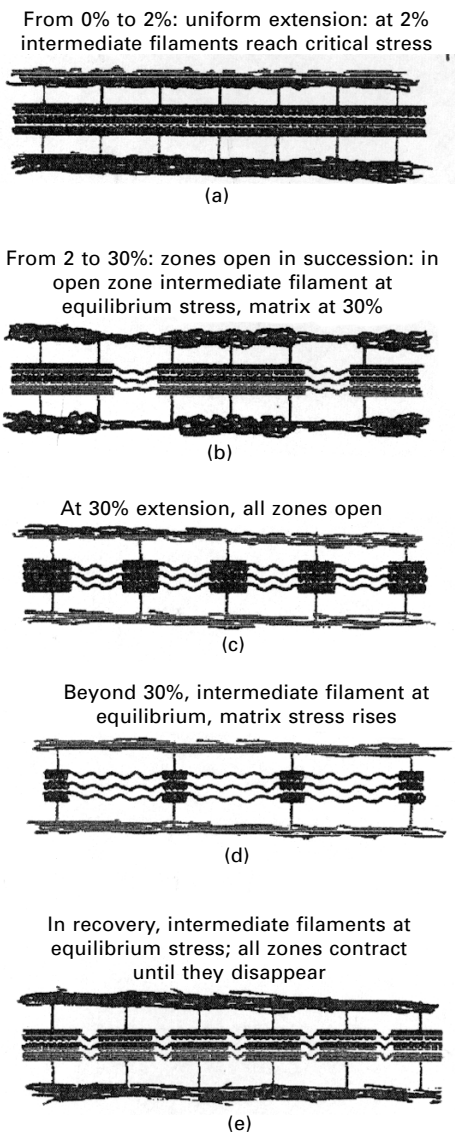 From 0% to 2%: uniform extension: at 2%
intermediate filaments reach critical stress
(a)
From 2 to 30%: zones open in succession: in
open zone intermediate filament at
equilibrium stress, matrix at 30%
(b)
At 30% extension, all zones open
(c)
Beyond 30%, intermediate filament at
equilibrium, matrix stress rises
(d)
In recovery, intermediate filaments at
equilibrium stress; all zones contract
until they disappear
(e)